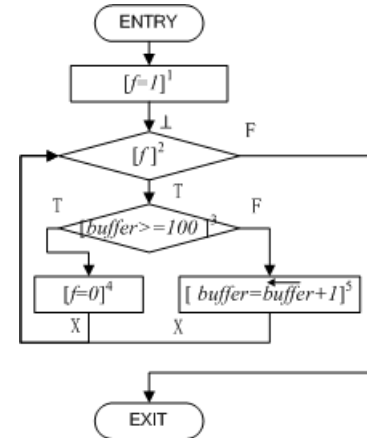 ENTRY
[f=1]¹
⊥
F
[f]²
T
T
F
[buffer>=100 ]³
[f=0]⁴
[ buffer=buffer+1]⁵
X
X
EXIT